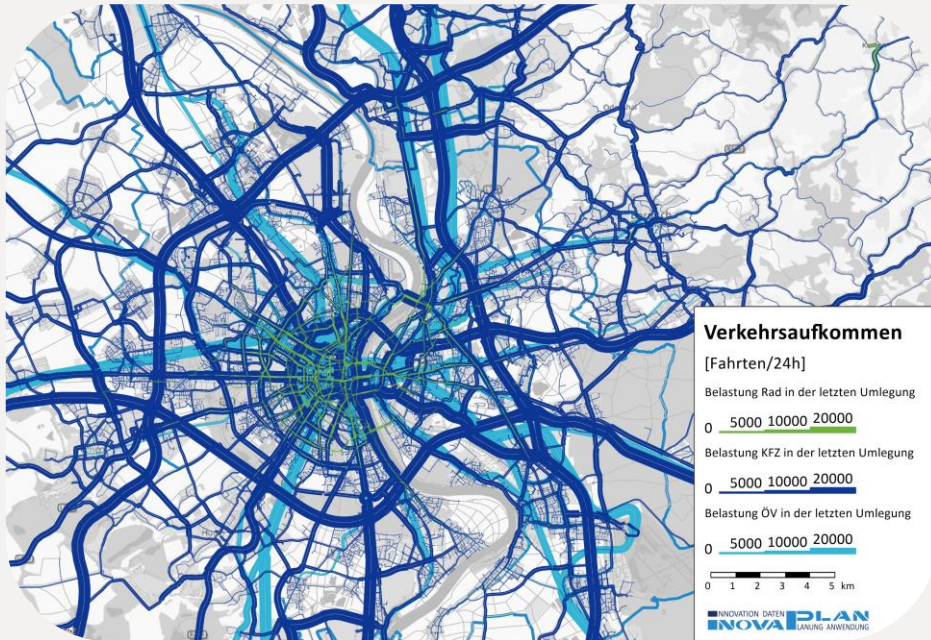 Verkehrsaufkommen
[Fahrten/24h]
Belastung Rad in der letzten Umlegung
0 5000 10000 20000
Belastung KFZ in der letzten Umlegung
0 5000 10000 20000
Belastung ÖV in der letzten Umlegung
0 5000 10000 20000
0 1 2 3 4 5 km
INNOVATION DATEN PLANUNG ANWENDUNG
INOVAPLAN